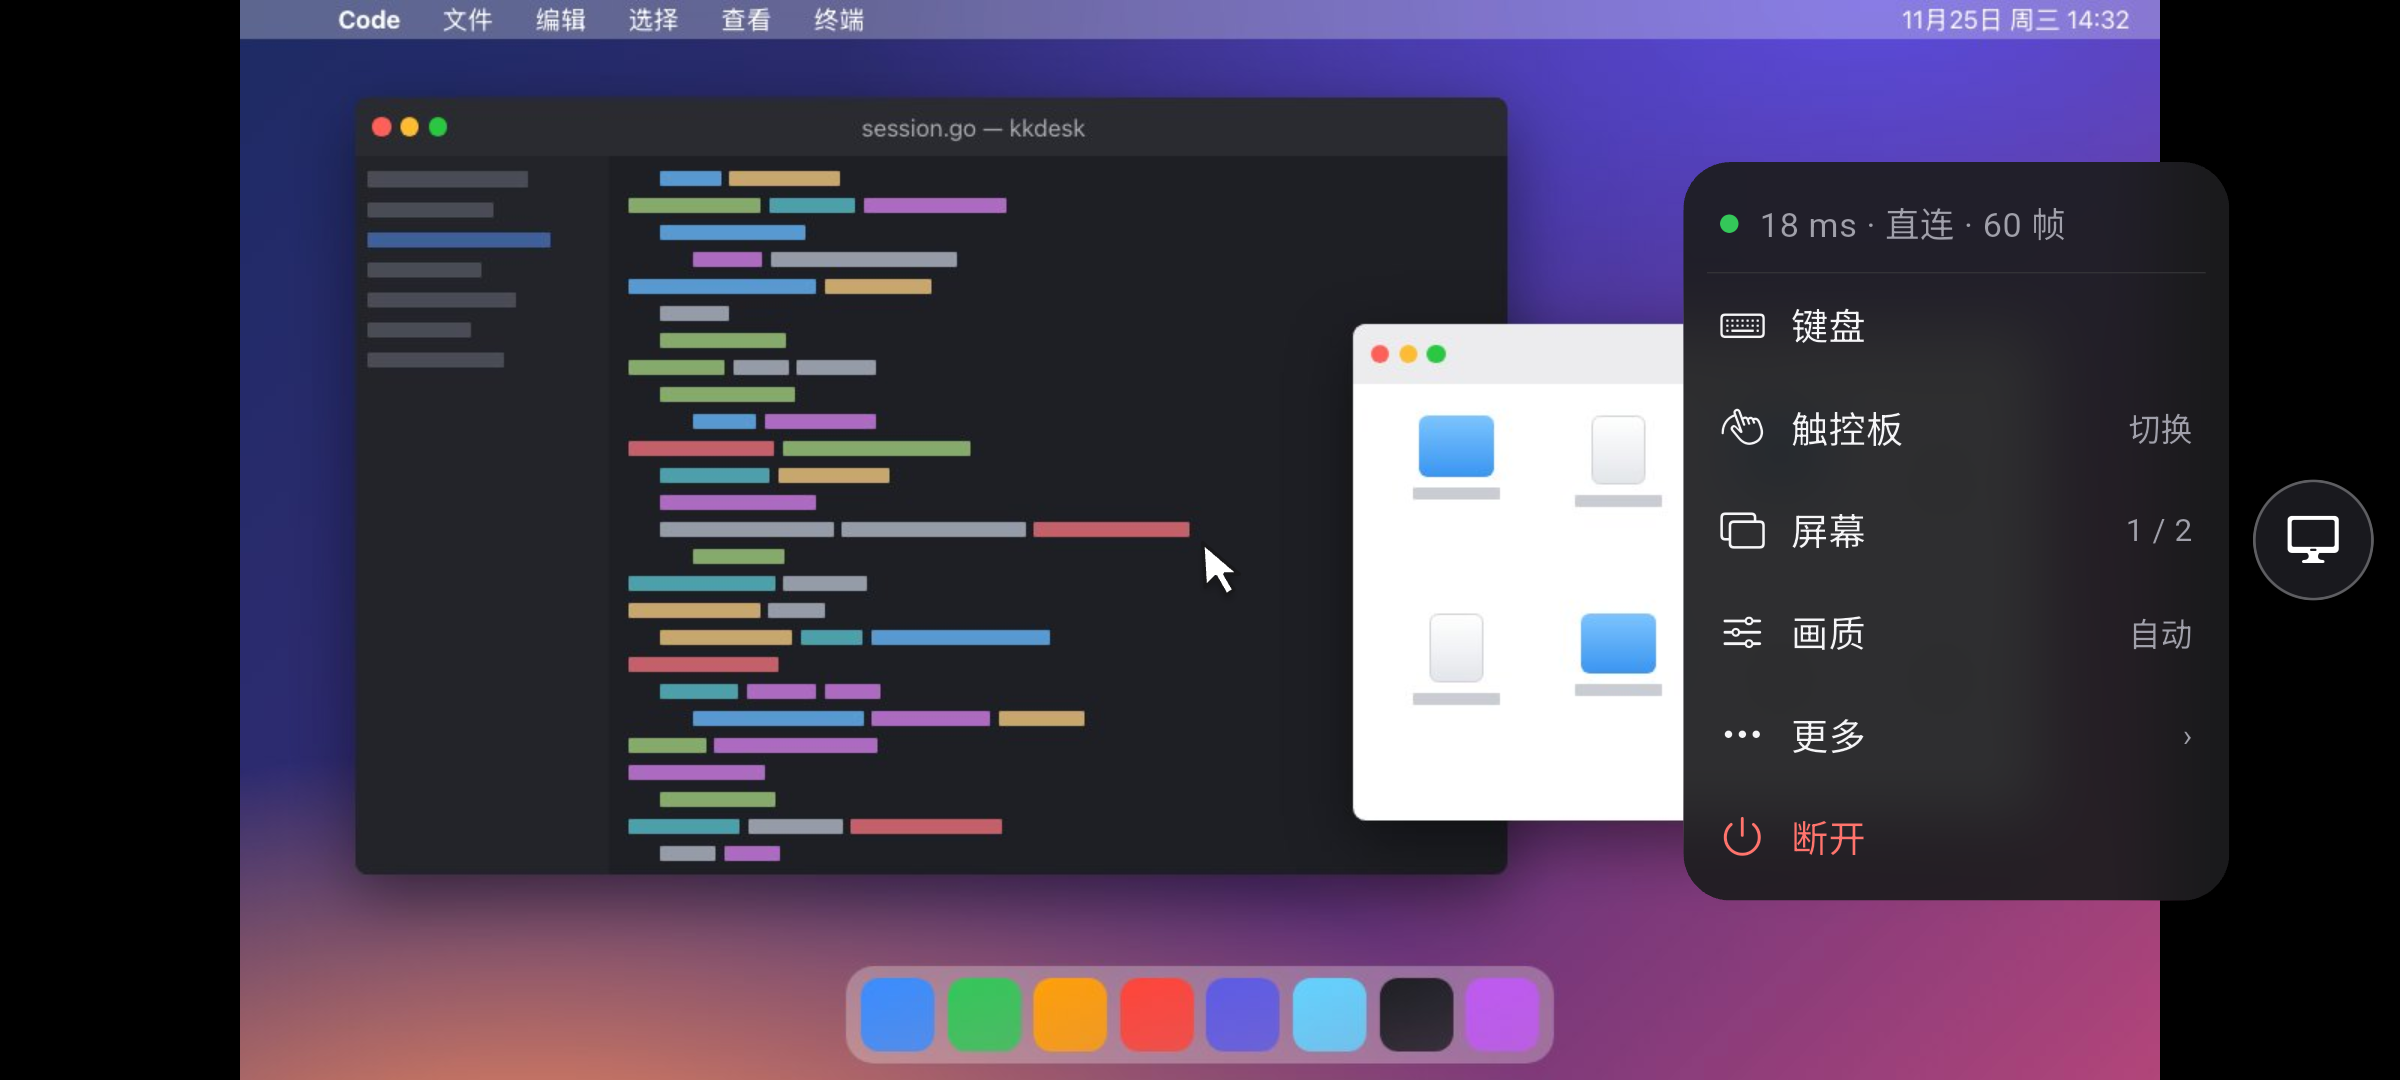 Code 文件 编辑 选择 查看 终端 11月25日 周三 14:32
session.go — kkdesk
18 ms · 直连 · 60 帧
键盘
触控板 切换
屏幕 1 / 2
画质 自动
更多 ›
断开